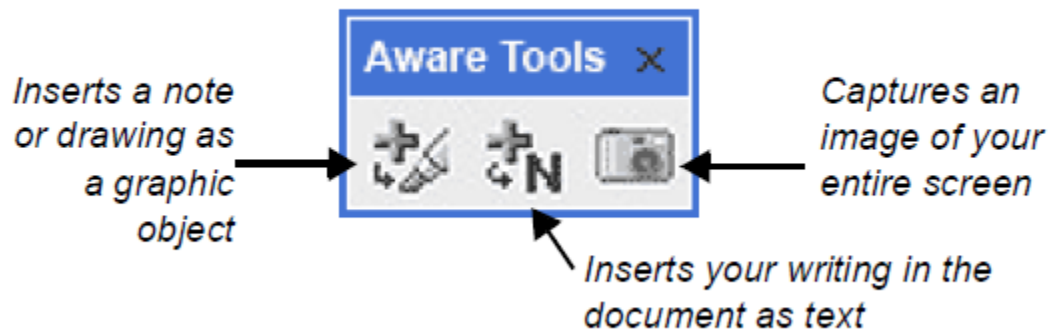 Aware Tools ×
Inserts a note
or drawing as
a graphic
object
N
Captures an
image of your
entire screen
Inserts your writing in the
document as text